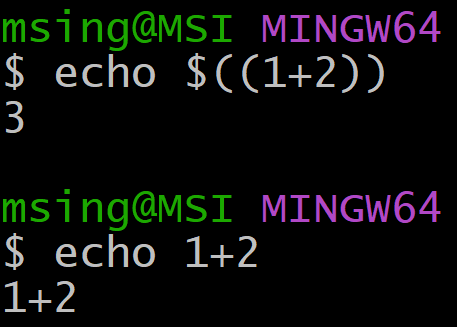 msing@MSI MINGW64
$ echo $((1+2))
3
msing@MSI MINGW64
$ echo 1+2
1+2